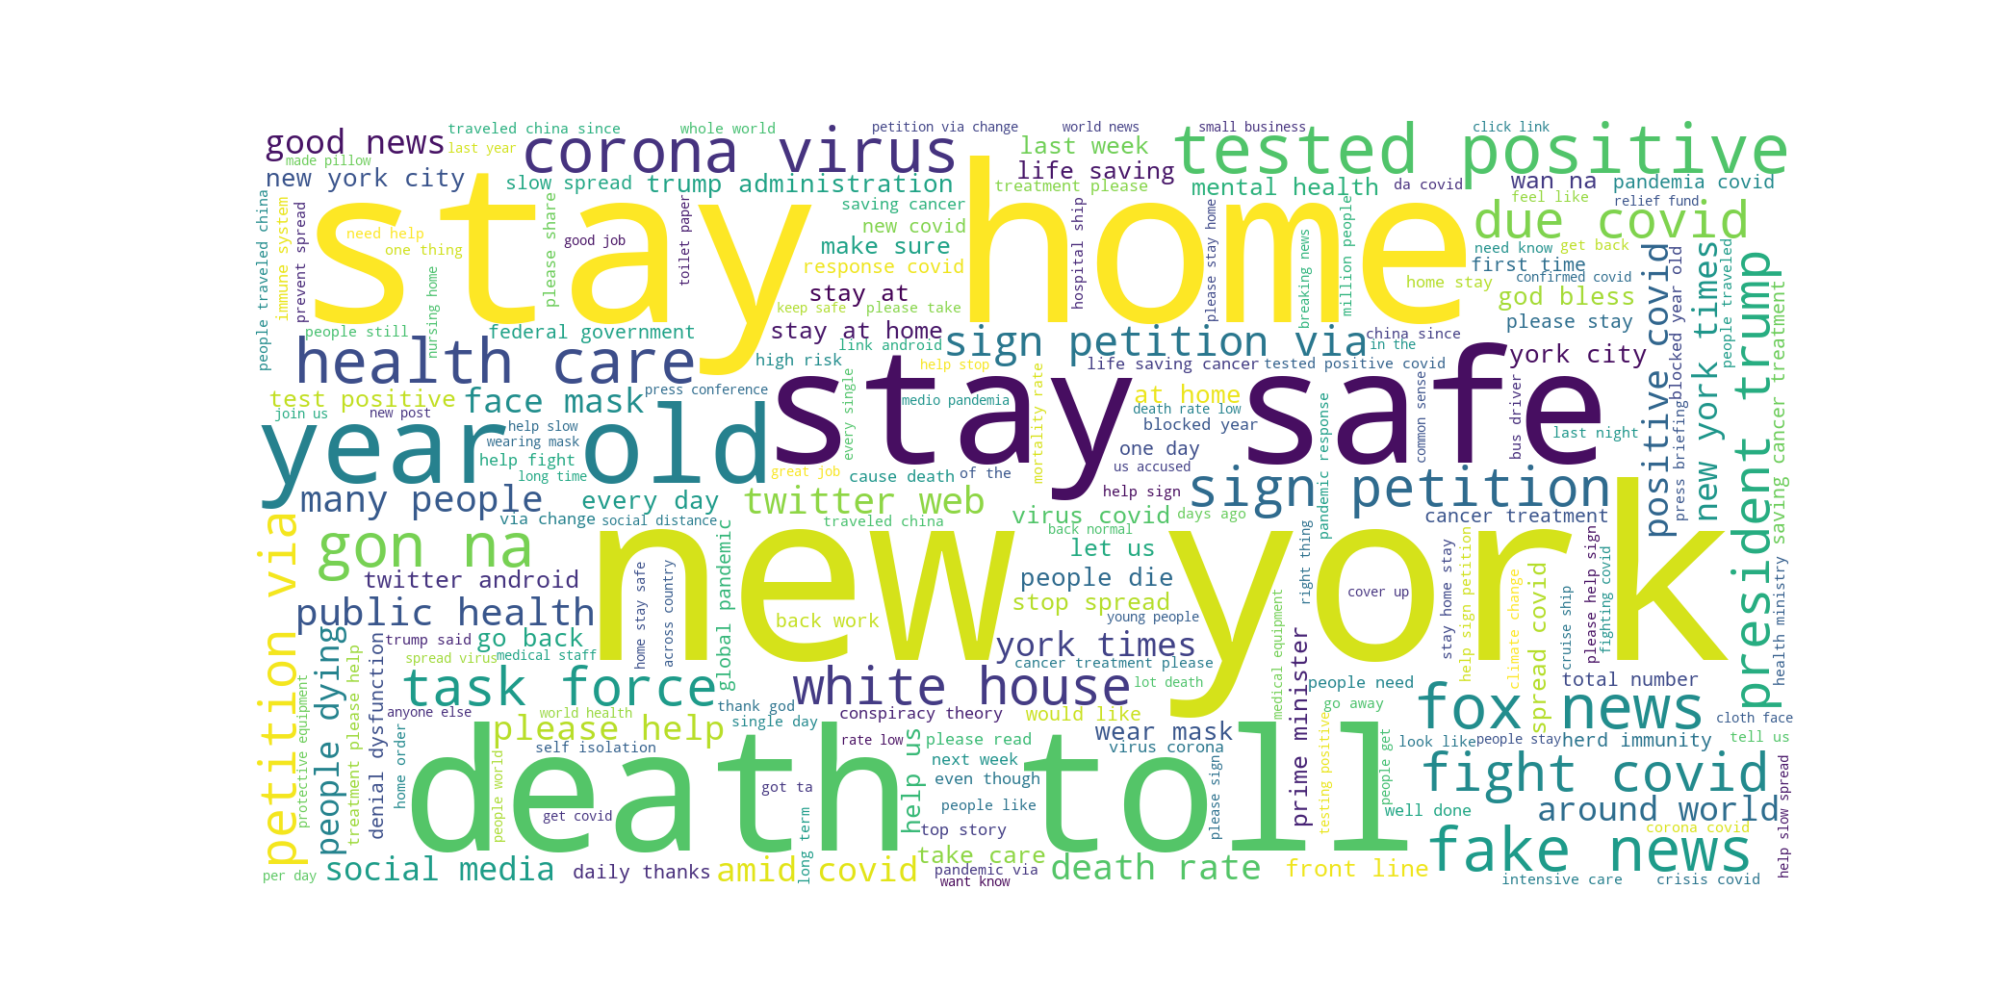 good news
traveled china since
whole world
petition via change
world news
small business
click link
made pillow
last year
corona virus
last week
tested positive
new york city
slow spread
trump administration
life saving
treatment please
mental health
da covid
wan na
pandemia covid
feel like
relief fund
people traveled china
immune system
prevent spread
need help
one thing
stay home
please share
good job
toilet paper
saving cancer
new covid
make sure
response covid
hospital ship
please stay home
breaking news
million people
due covid
need know
get back
first time
confirmed covid
home stay
god bless
please stay
stay at
keep safe
please take
people still
nursing home
federal government
stay at home
link android
sign petition via
in the
china since
york city
positive covid
blocked year old
new york times
people traveled
president trump
saving cancer treatment
health care
high risk
help stop
life saving cancer
tested positive covid
press conference
test positive
face mask
join us
new post
every single
medio pandemia
mortality rate
at home
death rate low
blocked year
pandemic response
common sense
bus driver
last night
press briefing
year old
help slow
wearing mask
help fight
long time
stay safe
great job
cause death
of the
one day
us accused
help sign
sign petition
many people
every day
twitter web
via change
social distance
traveled china
virus covid
days ago
back normal
cancer treatment
petition via
gon na
global pandemic
new york
let us
right thing
twitter android
people die
cover up
public health
home stay safe
across country
back work
stop spread
young people
medical equipment
stay home stay
help sign petition
climate change
spread covid
cruise ship
please help sign
fighting covid
health ministry
people dying
trump said
go back
spread virus
medical staff
york times
cancer treatment please
prime minister
total number
protective equipment
treatment please help
denial dysfunction
task force
white house
lot death
people need
go away
fox news
cloth face
anyone else
world health
thank god
single day
conspiracy theory
would like
wear mask
home order
please help
self isolation
rate low
help us
please read
virus corona
look like
people stay
herd immunity
tell us
people world
death toll
next week
even though
got ta
get covid
people like
top story
please sign
testing positive
people get
well done
fight covid
around world
help slow spread
corona covid
fake news
per day
social media
daily thanks
amid covid
long term
take care
pandemic via
want know
death rate
front line
intensive care
crisis covid